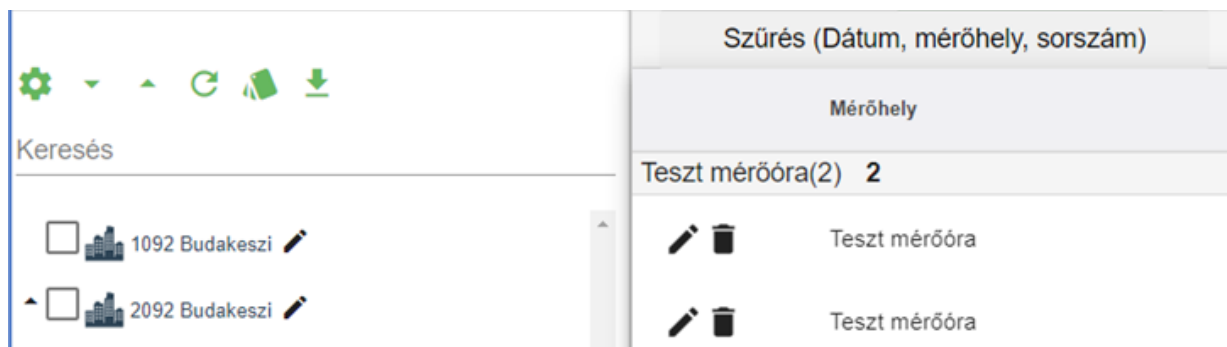 Szűrés (Dátum, mérőhely, sorszám)
Keresés
Mérőhely
Teszt mérőóra(2) 2
1092 Budakeszi
Teszt mérőóra
2092 Budakeszi
Teszt mérőóra